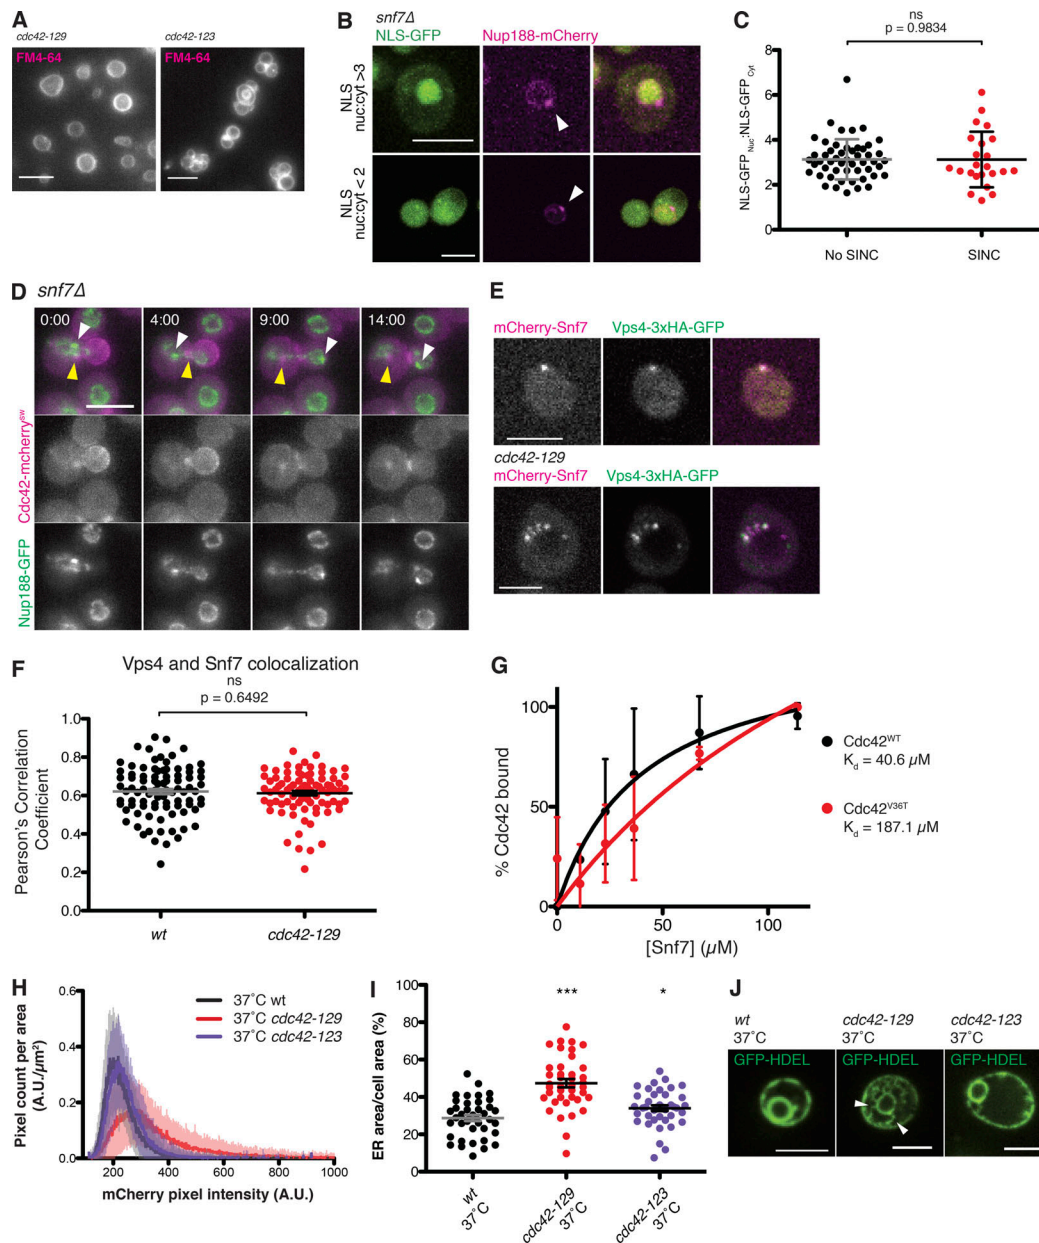 A
cdc42-129
cdc42-123
FM4-64
FM4-64
B
snf7Δ
NLS-GFP
Nup188-mCherry
NLS
nuc:cyt >3
NLS
nuc:cyt < 2
C
ns
p = 0.9834
NLS-GFP Nuc:NLS-GFP Cyt
8
6
4
2
0
No SINC
SINC
D
snf7Δ
0:00
4:00
9:00
14:00
Cdc42-mcherrySW
Nup188-GFP
E
mCherry-Snf7
Vps4-3xHA-GFP
cdc42-129
mCherry-Snf7
Vps4-3xHA-GFP
F
Vps4 and Snf7 colocalization
ns
p = 0.6492
Pearson's Correlation
Coefficient
1.0
0.8
0.6
0.4
0.2
0.0
wt
cdc42-129
G
% Cdc42 bound
100
50
0
0
50
100
[Snf7] (µM)
Cdc42WT
Kd = 40.6 µM
Cdc42V36T
Kd = 187.1 µM
H
Pixel count per area
(A.U./µm²)
0.6
0.4
0.2
0.0
200
400
600
800
1000
mCherry pixel intensity (A.U.)
37˚C wt
37˚C cdc42-129
37˚C cdc42-123
I
ER area/cell area (%)
100
80
60
40
20
0
***
*
wt
37˚C
cdc42-129
37˚C
cdc42-123
37˚C
J
wt
37˚C
cdc42-129
37˚C
cdc42-123
37˚C
GFP-HDEL
GFP-HDEL
GFP-HDEL